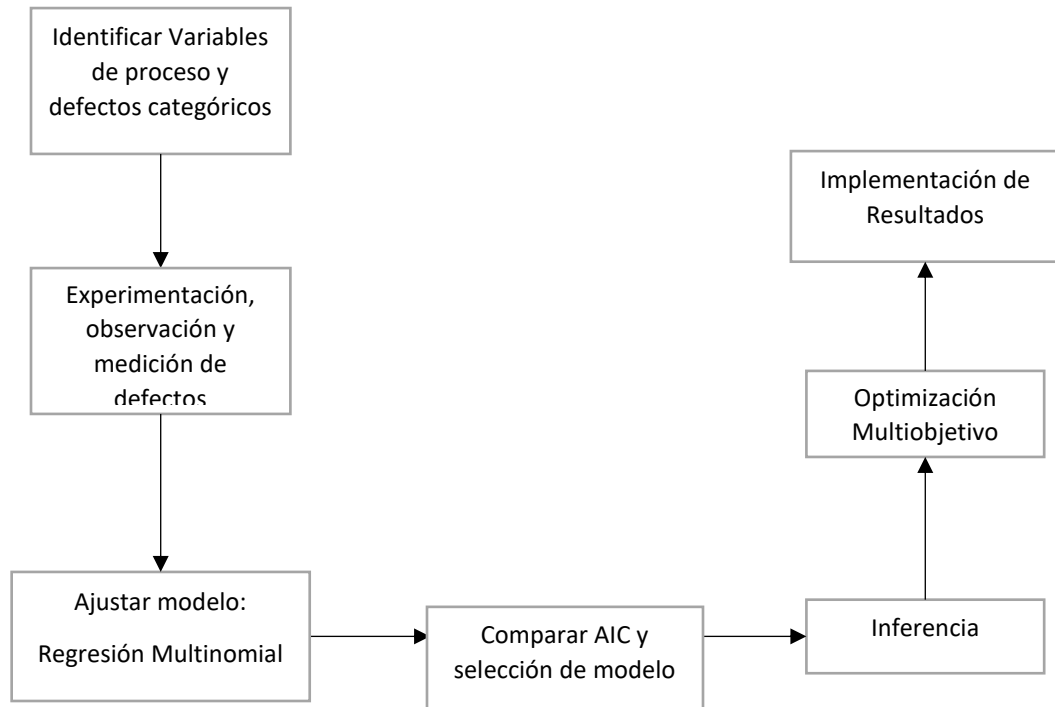 Identificar Variables
de proceso y
defectos categóricos
Experimentación,
observación y
medición de
defectos
Ajustar modelo:
Regresión Multinomial
Comparar AIC y
selección de modelo
Inferencia
Optimización
Multiobjetivo
Implementación de
Resultados